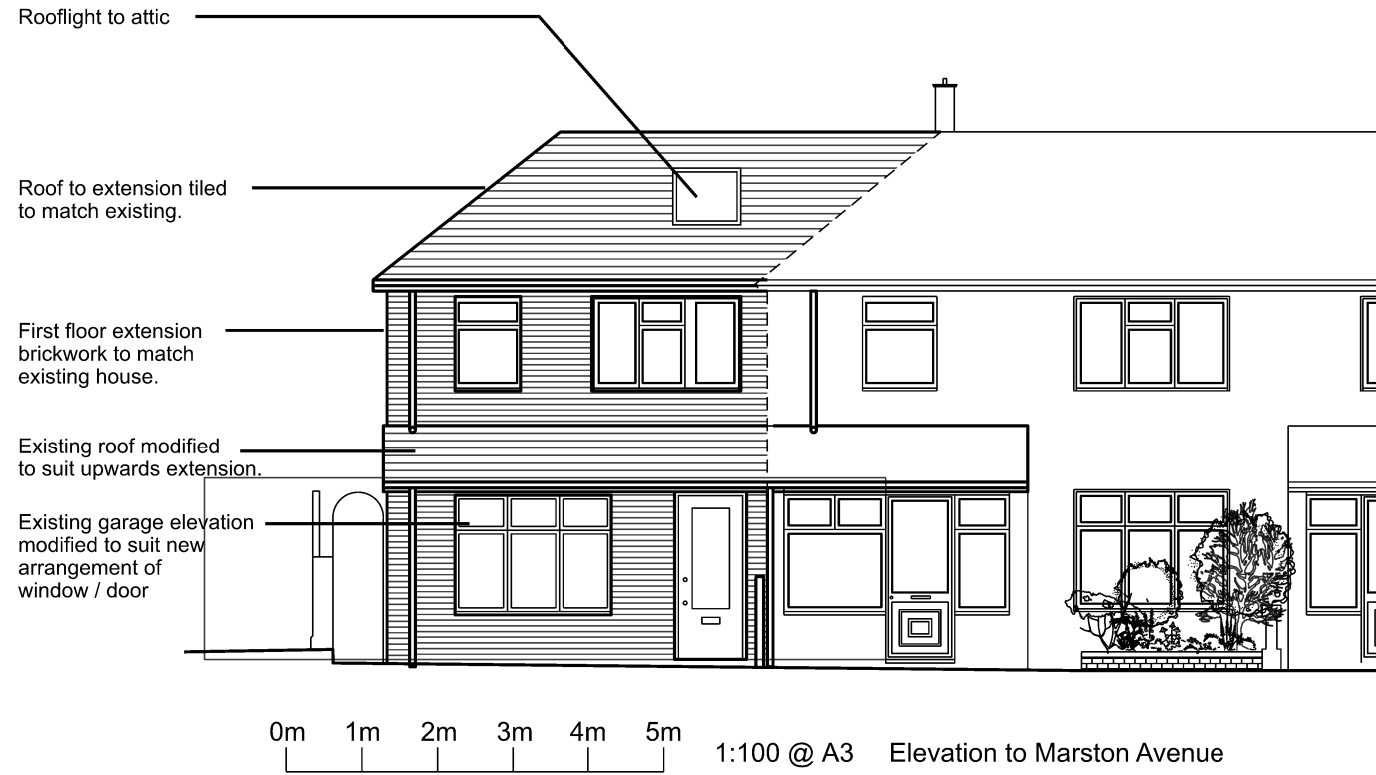 Rooflight to attic
Roof to extension tiled
to match existing.
First floor extension
brickwork to match
existing house.
Existing roof modified
to suit upwards extension.
Existing garage elevation
modified to suit new
arrangement of
window / door
0m 1m 2m 3m 4m 5m
1:100 @ A3 Elevation to Marston Avenue